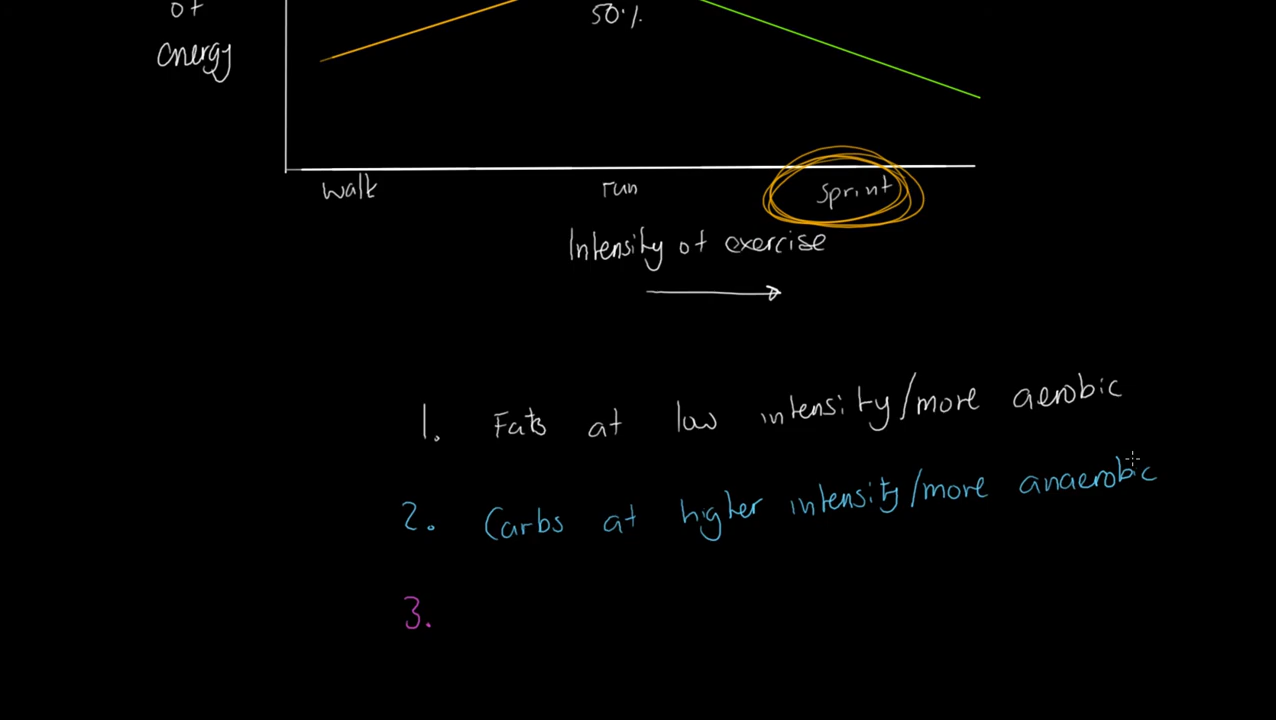 of
50%
energy
walk run sprint
Intensity of exercise
1. Fats at low intensity/more aerobic
2. Carbs at higher intensity/more anaerobic
3.